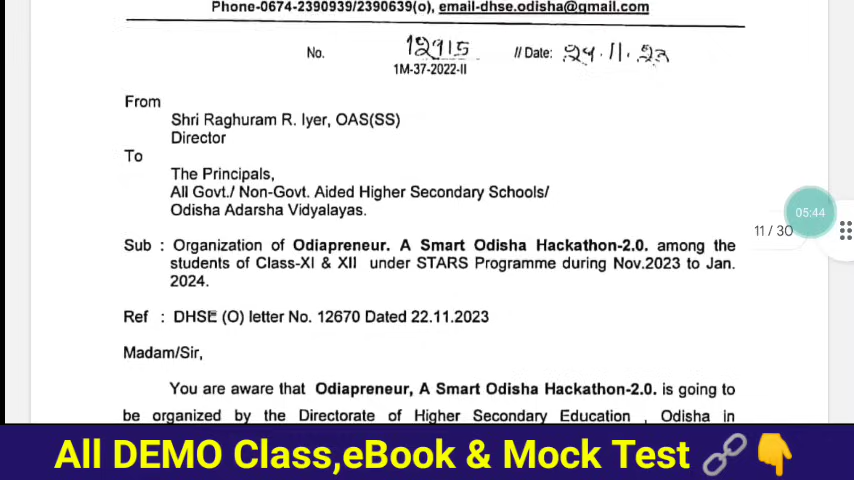 Phone-0674-2390939/2390639(o), email-dhse.odisha@gmail.com
No. 12915 // Date: 24.11.23
1M-37-2022-II
From
Shri Raghuram R. Iyer, OAS(SS)
Director
To
The Principals,
All Govt./ Non-Govt. Aided Higher Secondary Schools/
Odisha Adarsha Vidyalayas.
11 / 30
05:44
Sub : Organization of Odiapreneur. A Smart Odisha Hackathon-2.0. among the
students of Class-XI & XII under STARS Programme during Nov.2023 to Jan.
2024.
Ref : DHSE (O) letter No. 12670 Dated 22.11.2023
Madam/Sir,
You are aware that Odiapreneur, A Smart Odisha Hackathon-2.0. is going to
be organized by the Directorate of Higher Secondary Education , Odisha in
All DEMO Class,eBook & Mock Test 🔗👇